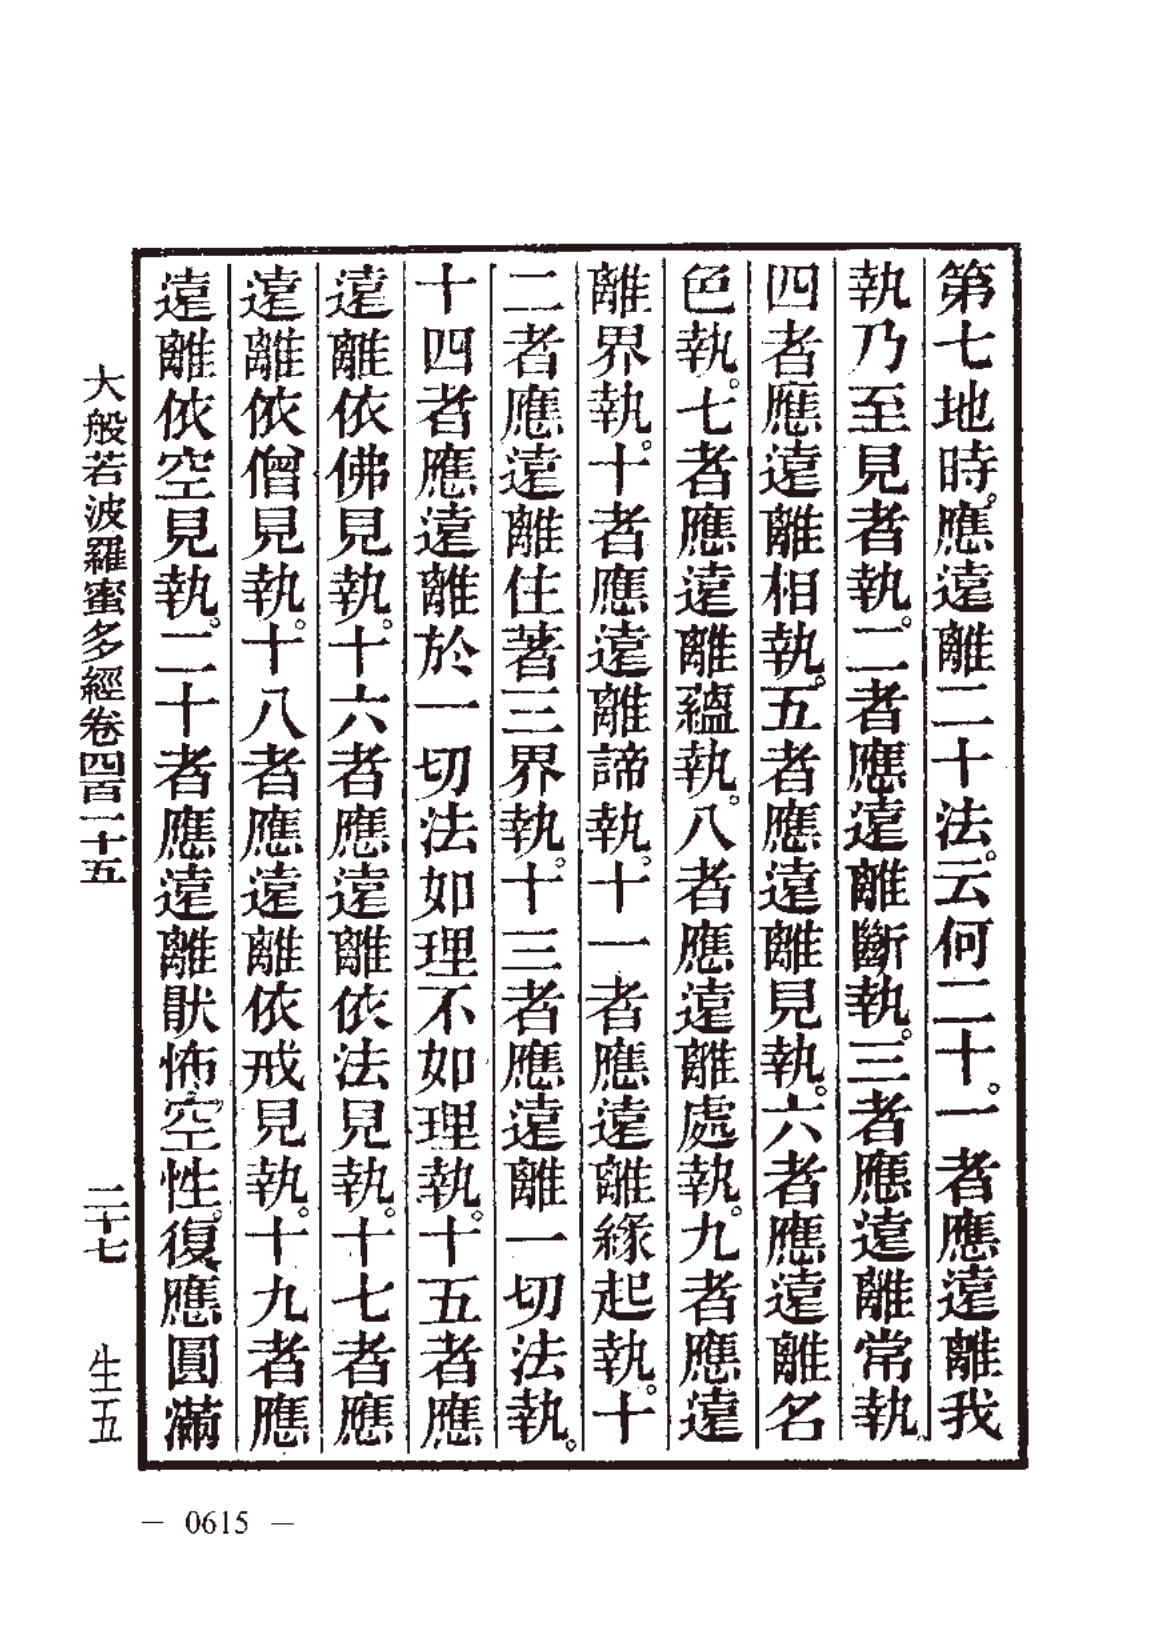 第七地時。應遠離二十法。云何二十。一者應遠離我
執乃至見者執。二者應遠離斷執。三者應遠離常執。
四者應遠離相執。五者應遠離見執。六者應遠離名
色執。七者應遠離蘊執。八者應遠離處執。九者應遠
離界執。十者應遠離諦執。十一者應遠離緣起執。十
二者應遠離住著三界執。十三者應遠離一切法執。
十四者應遠離於一切法如理不如理執。十五者應
遠離依佛見執。十六者應遠離依法見執。十七者應
遠離依僧見執。十八者應遠離依戒見執。十九者應
遠離依空見執。二十者應遠離猒怖空性。復應圓滿
大般若波羅蜜多經卷四百一十五 二十七 生五
— 0615 —